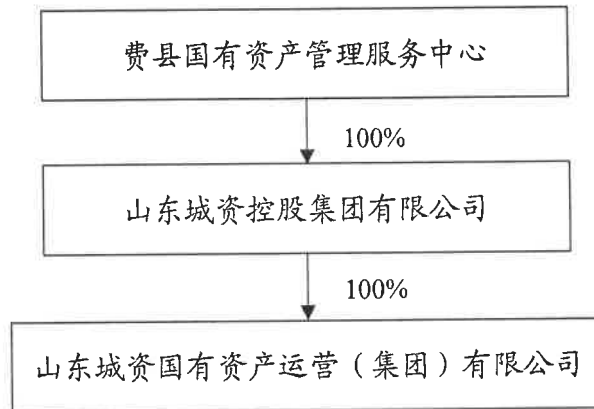 费县国有资产管理服务中心
100%
山东城资控股集团有限公司
100%
山东城资国有资产运营（集团）有限公司